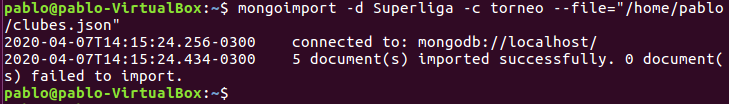 pablo@pablo-VirtualBox:~$ mongoimport -d Superliga -c torneo --file="/home/pablo
/clubes.json"
2020-04-07T14:15:24.256-0300    connected to: mongodb://localhost/
2020-04-07T14:15:24.434-0300    5 document(s) imported successfully. 0 document(
s) failed to import.
pablo@pablo-VirtualBox:~$